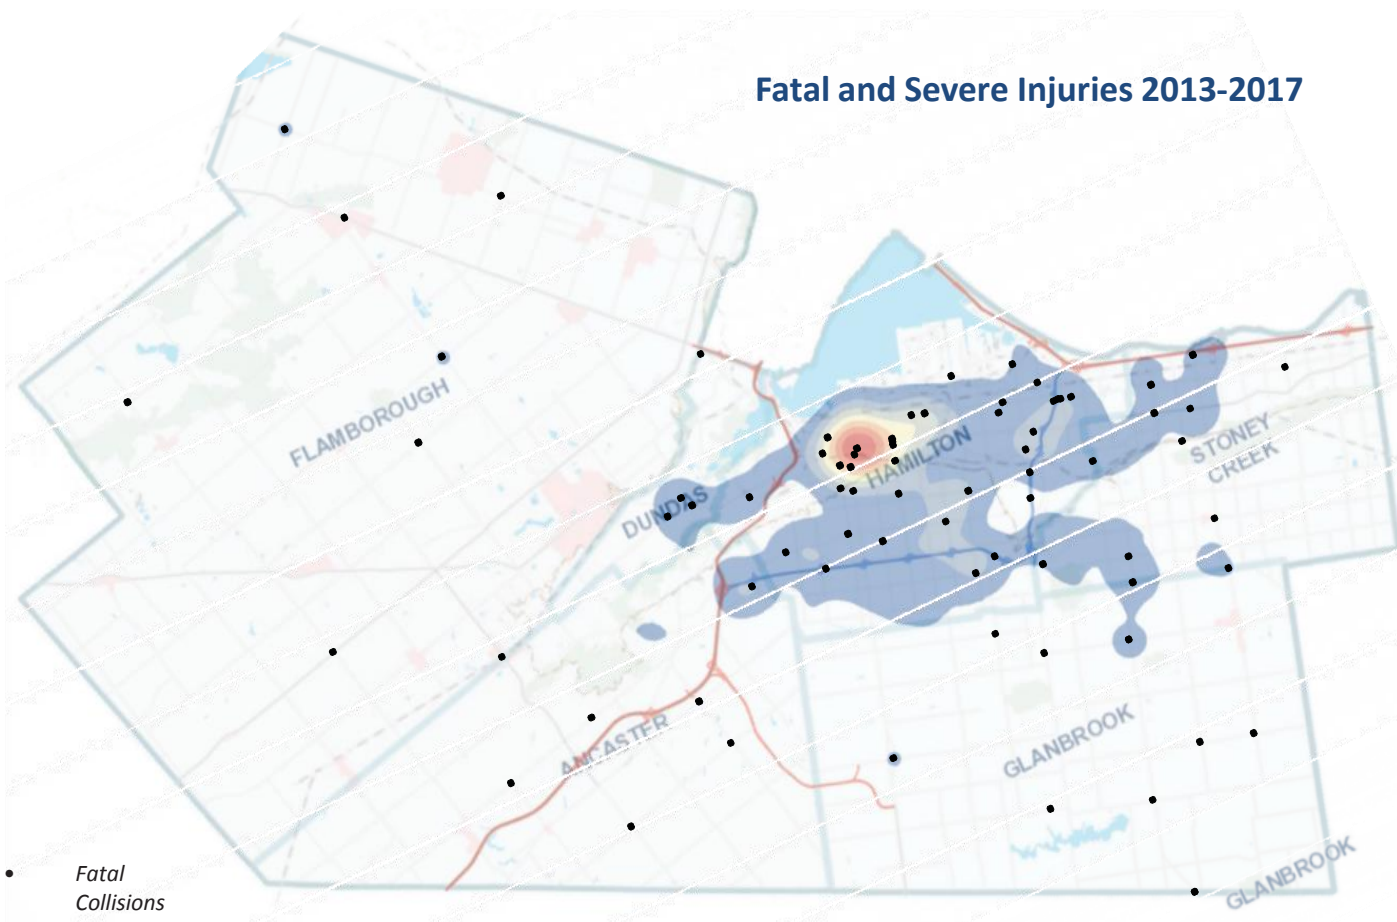 Fatal and Severe Injuries 2013-2017
FLAMBOROUGH
HAMILTON
STONEY
CREEK
DUNDAS
ANCASTER
GLANBROOK
GLANBROOK
Fatal
Collisions